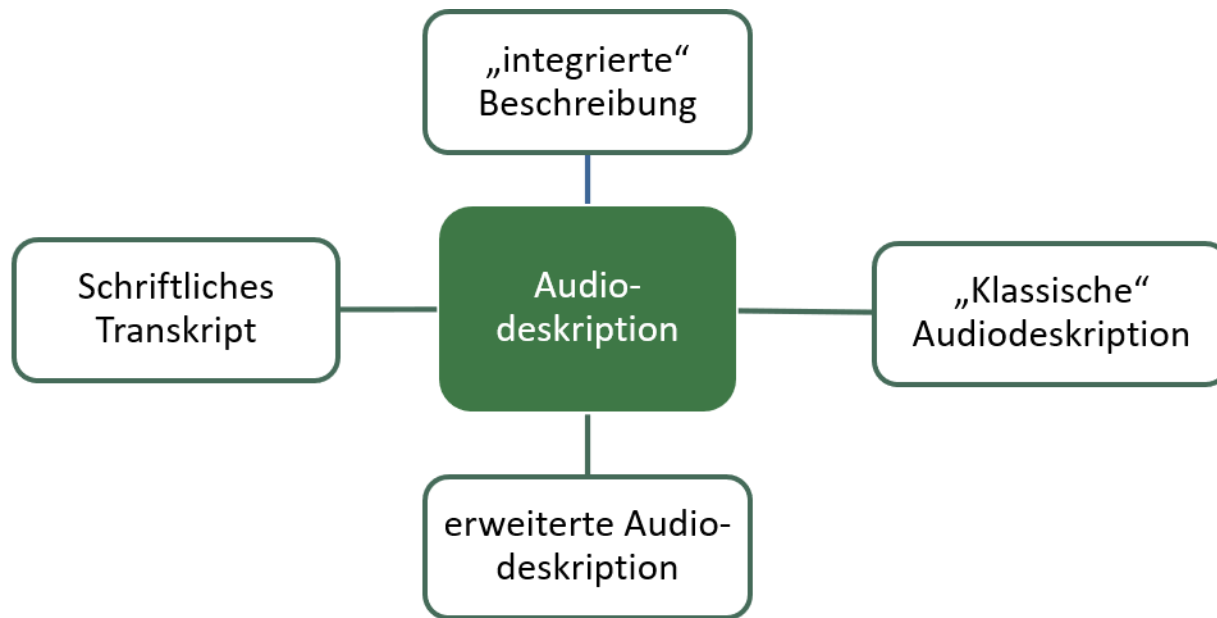 „integrierte“
Beschreibung
Schriftliches
Transkript
Audio-
deskription
„Klassische“
Audiodeskription
erweiterte Audio-
deskription